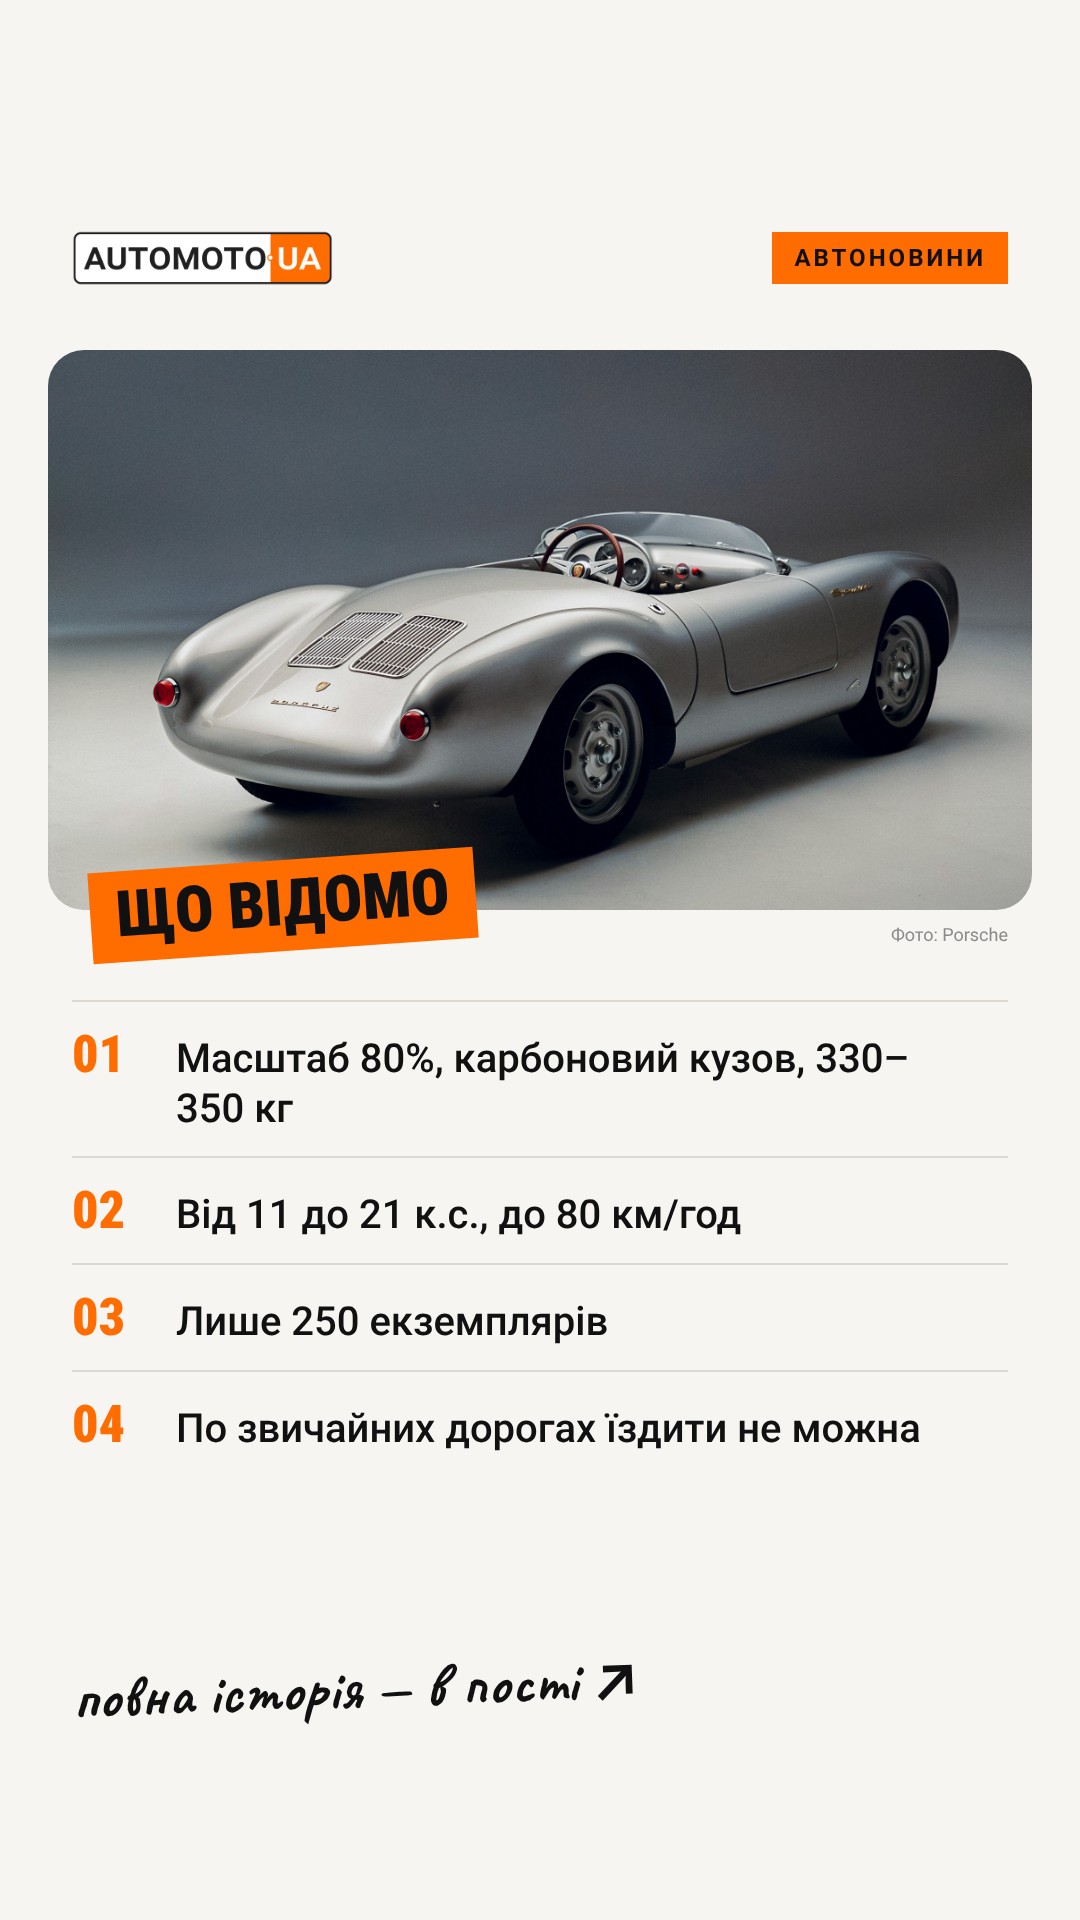 AUTOMOTO UA
АВТОНОВИНИ
ЩО ВІДОМО
Фото: Porsche
01 Масштаб 80%, карбоновий кузов, 330–
350 кг
02 Від 11 до 21 к.с., до 80 км/год
03 Лише 250 екземплярів
04 По звичайних дорогах їздити не можна
повна історія — в пості ↗